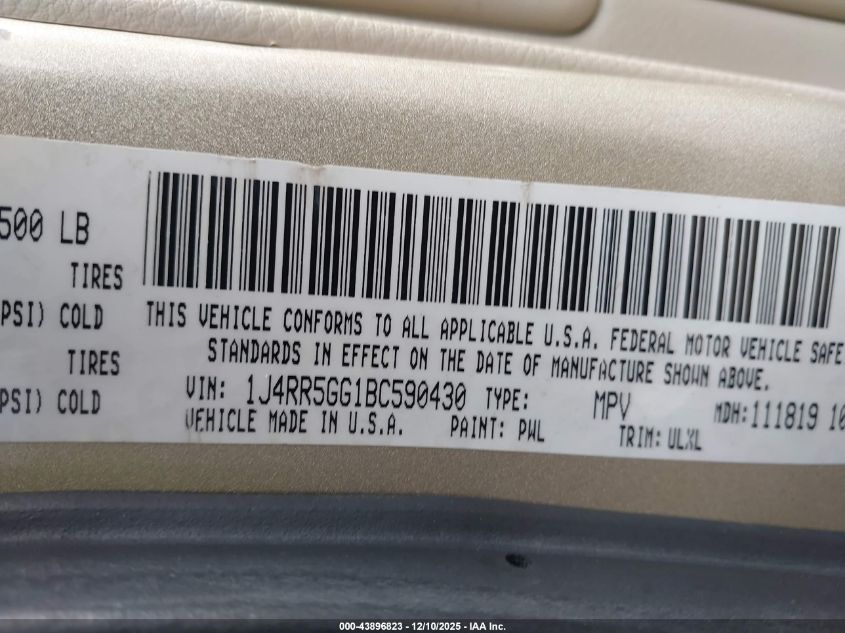 500 LB
TIRES
PSI) COLD
TIRES
PSI) COLD
THIS VEHICLE CONFORMS TO ALL APPLICABLE U.S.A. FEDERAL MOTOR VEHICLE SAFE
STANDARDS IN EFFECT ON THE DATE OF MANUFACTURE SHOWN ABOVE.
VIN: 1J4RR5GG1BC590430 TYPE: MPV MDH:111819 10
VEHICLE MADE IN U.S.A. PAINT: PWL TRIM: ULXL
000-43896823 - 12/10/2025 - IAA Inc.